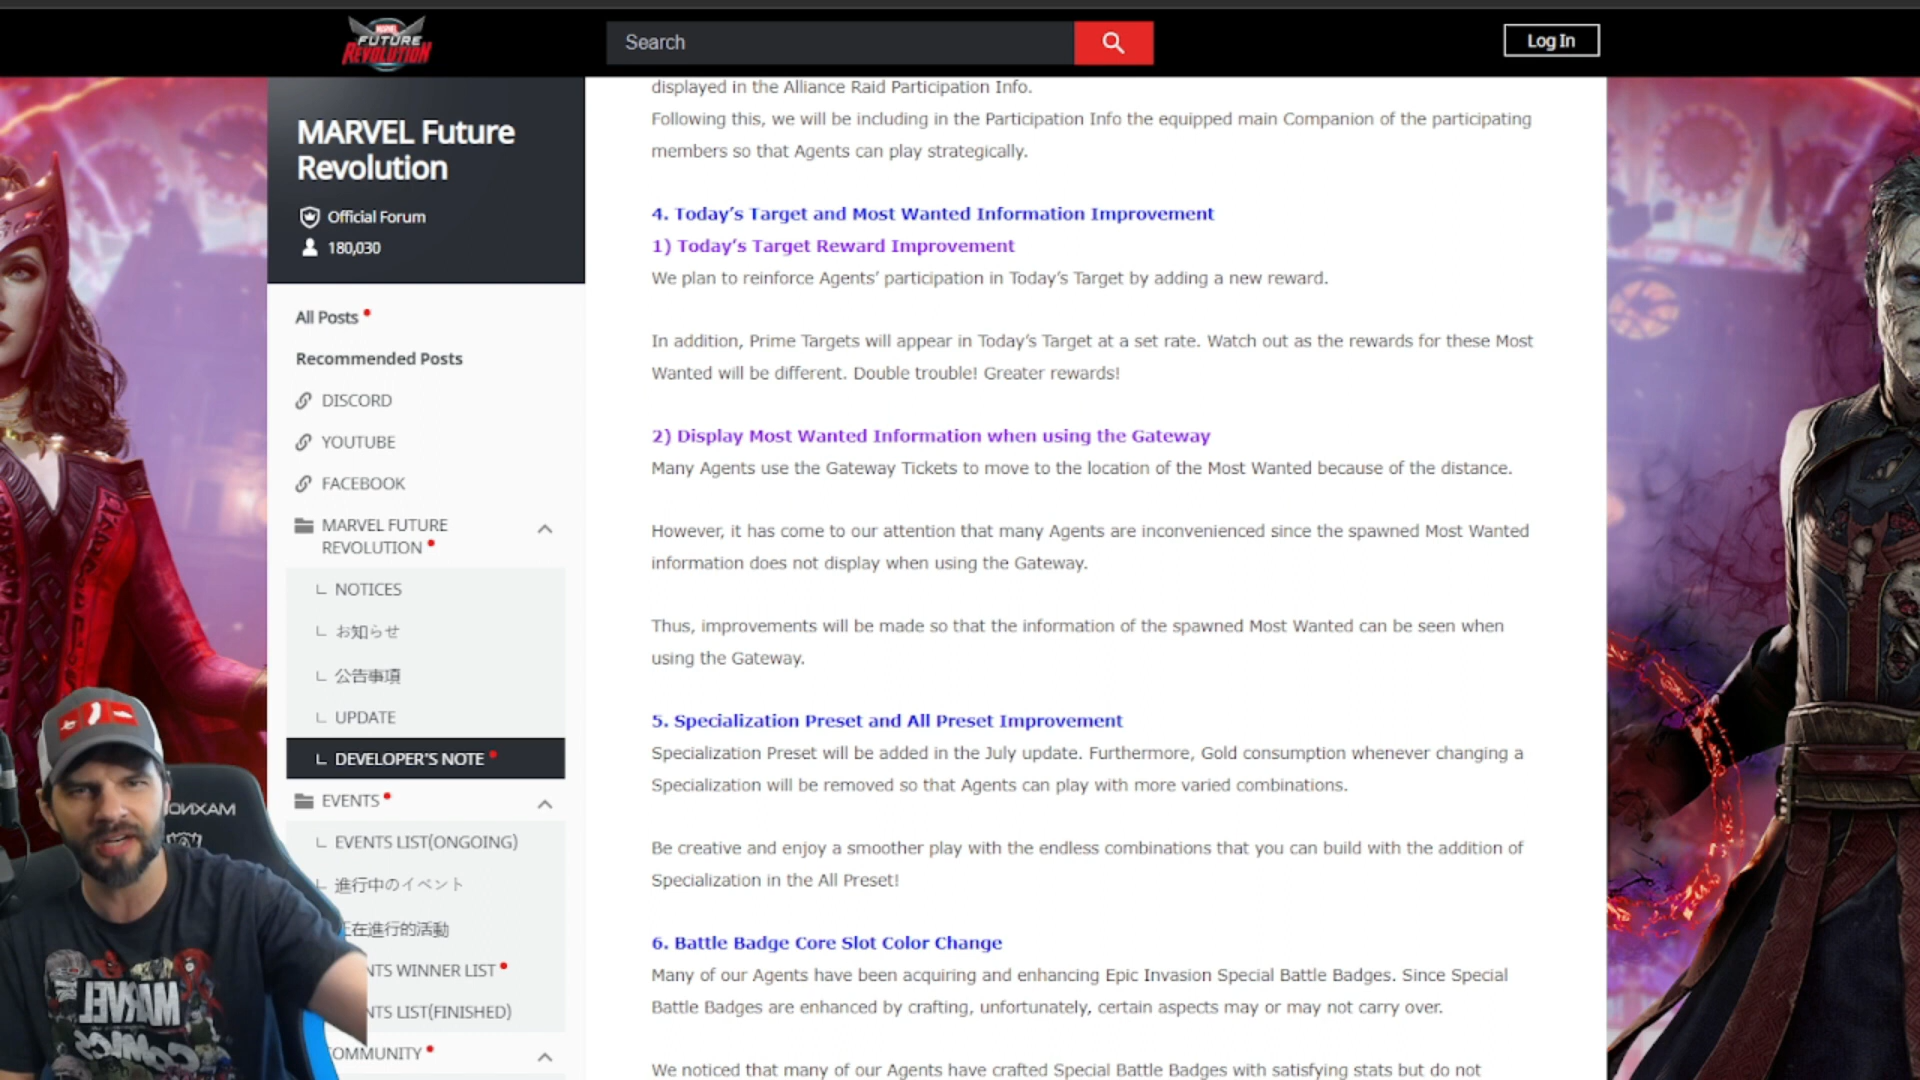 MARVEL
FUTURE
REVOLUTION
Search
Log In
MARVEL Future
Revolution
Official Forum
180,030
All Posts
Recommended Posts
DISCORD
YOUTUBE
FACEBOOK
MARVEL FUTURE
REVOLUTION
NOTICES
お知らせ
公告事項
UPDATE
DEVELOPER'S NOTE
EVENTS
EVENTS LIST(ONGOING)
進行中のイベント
正在進行的活動
NTS WINNER LIST
NTS LIST(FINISHED)
OMMUNITY
displayed in the Alliance Raid Participation Info.
Following this, we will be including in the Participation Info the equipped main Companion of the participating
members so that Agents can play strategically.
4. Today’s Target and Most Wanted Information Improvement
1) Today’s Target Reward Improvement
We plan to reinforce Agents’ participation in Today’s Target by adding a new reward.
In addition, Prime Targets will appear in Today’s Target at a set rate. Watch out as the rewards for these Most
Wanted will be different. Double trouble! Greater rewards!
2) Display Most Wanted Information when using the Gateway
Many Agents use the Gateway Tickets to move to the location of the Most Wanted because of the distance.
However, it has come to our attention that many Agents are inconvenienced since the spawned Most Wanted
information does not display when using the Gateway.
Thus, improvements will be made so that the information of the spawned Most Wanted can be seen when
using the Gateway.
5. Specialization Preset and All Preset Improvement
Specialization Preset will be added in the July update. Furthermore, Gold consumption whenever changing a
Specialization will be removed so that Agents can play with more varied combinations.
Be creative and enjoy a smoother play with the endless combinations that you can build with the addition of
Specialization in the All Preset!
6. Battle Badge Core Slot Color Change
Many of our Agents have been acquiring and enhancing Epic Invasion Special Battle Badges. Since Special
Battle Badges are enhanced by crafting, unfortunately, certain aspects may or may not carry over.
We noticed that many of our Agents have crafted Special Battle Badges with satisfying stats but do not
MAXNO
MARVEL
COMICS